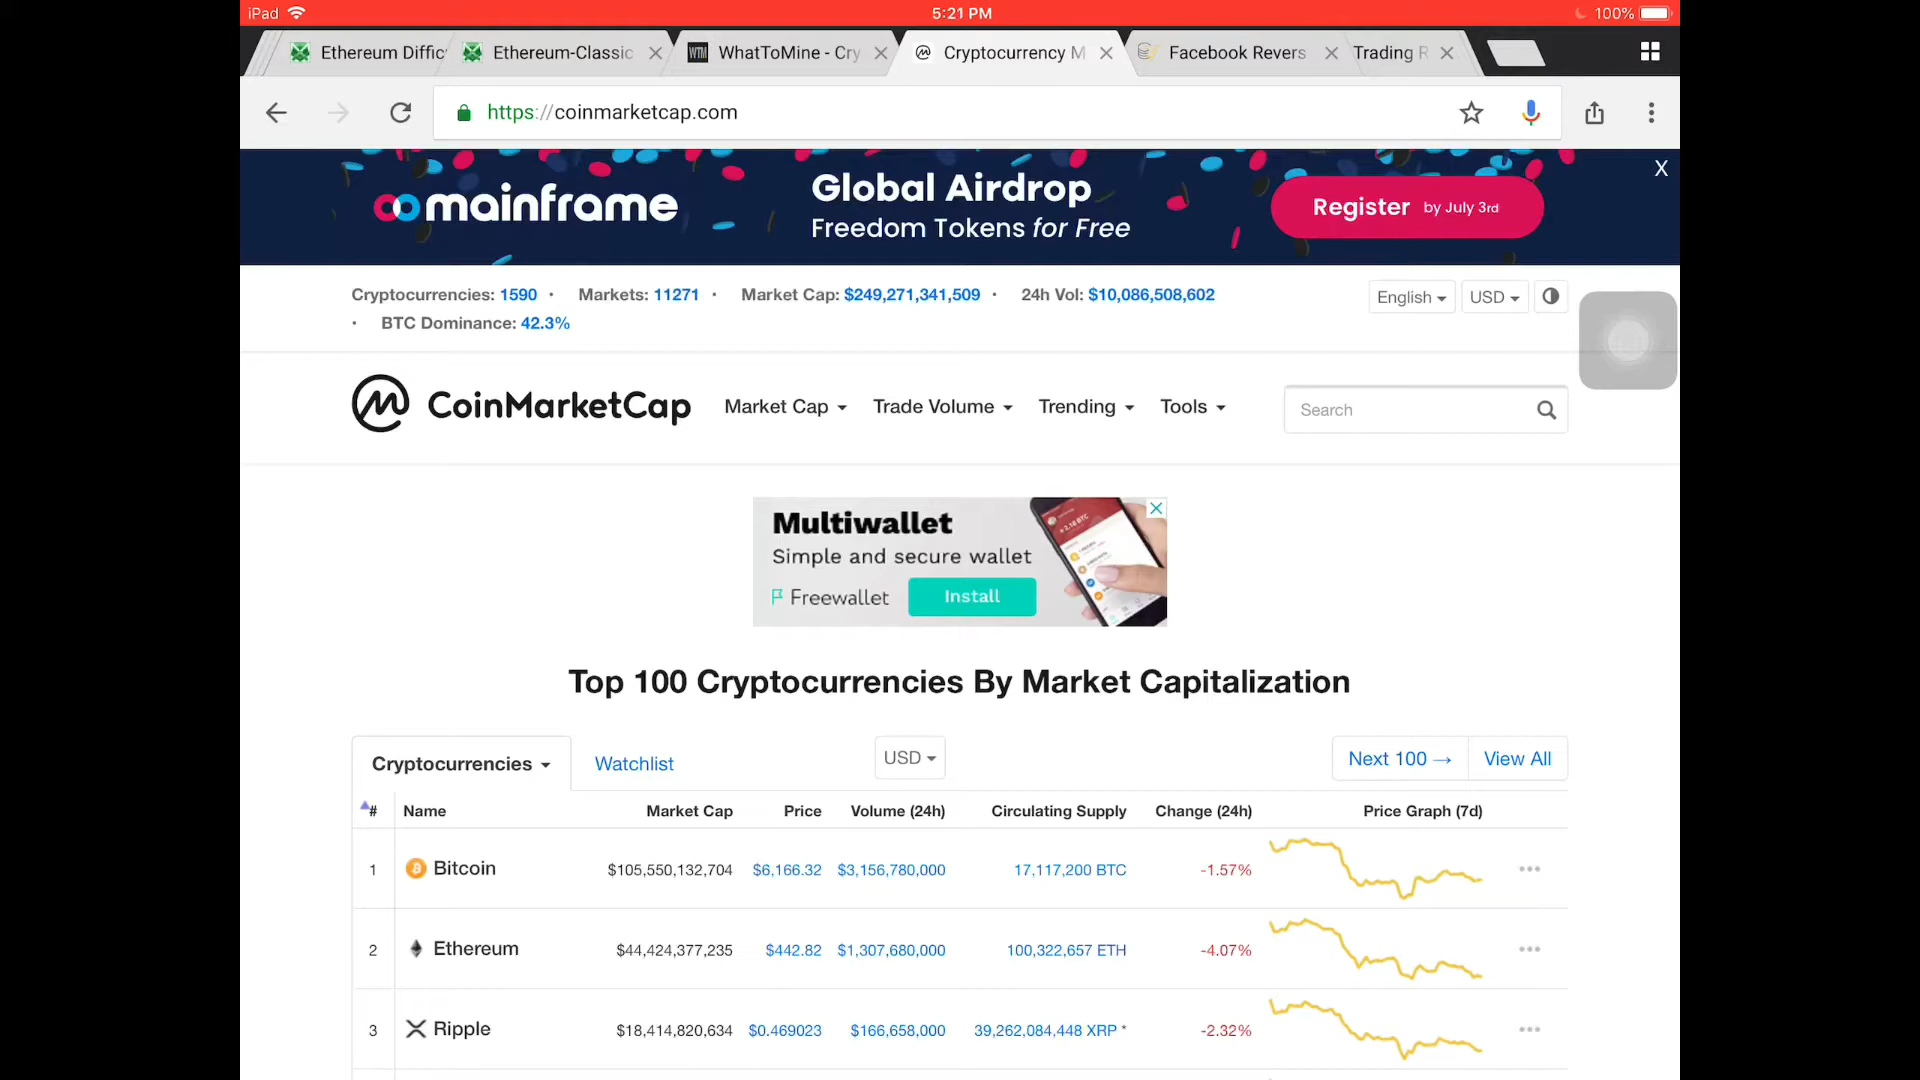 iPad 5:21 PM 100%
Ethereum Diffic Ethereum-Classic WhatToMine - Cry Cryptocurrency M Facebook Revers Trading R
https://coinmarketcap.com
mainframe
Global Airdrop
Freedom Tokens for Free
Register by July 3rd
X
Cryptocurrencies: 1590 • Markets: 11271 • Market Cap: $249,271,341,509 • 24h Vol: $10,086,508,602
• BTC Dominance: 42.3%
English USD
CoinMarketCap Market Cap Trade Volume Trending Tools Search
Multiwallet
Simple and secure wallet
Freewallet Install
Top 100 Cryptocurrencies By Market Capitalization
Cryptocurrencies Watchlist USD Next 100 → View All
# Name Market Cap Price Volume (24h) Circulating Supply Change (24h) Price Graph (7d)
1 Bitcoin $105,550,132,704 $6,166.32 $3,156,780,000 17,117,200 BTC -1.57%
2 Ethereum $44,424,377,235 $442.82 $1,307,680,000 100,322,657 ETH -4.07%
3 Ripple $18,414,820,634 $0.469023 $166,658,000 39,262,084,448 XRP * -2.32%